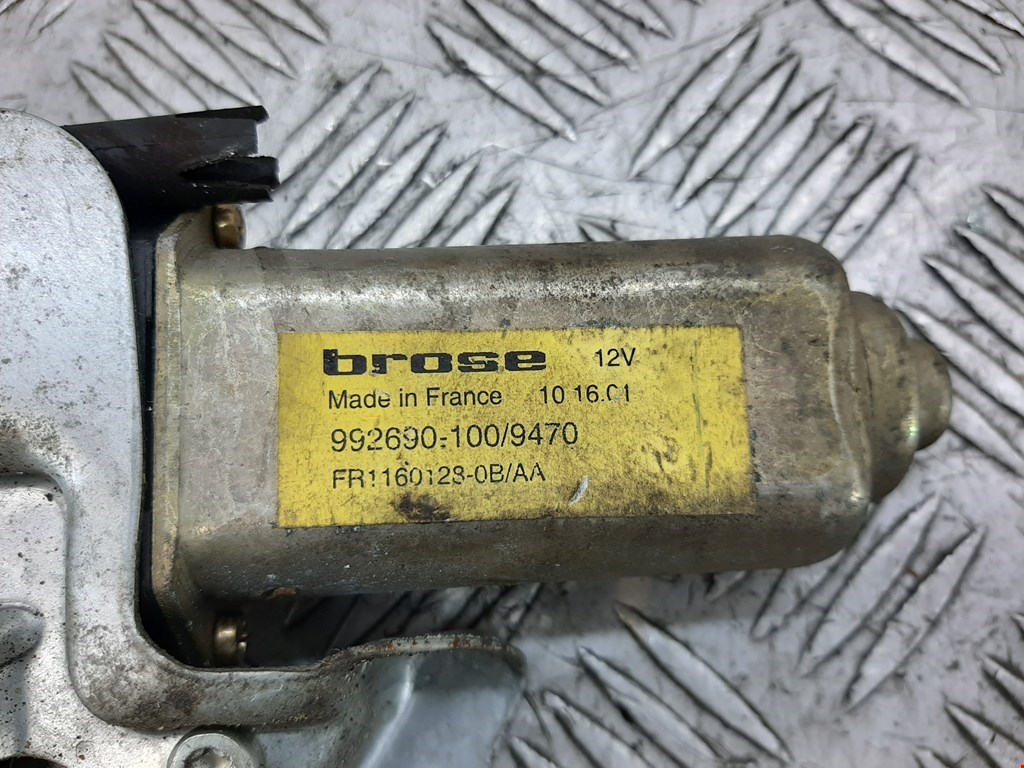 brose 12V
Made in France 10 16.01
992690-100/9470
FR1160128-0B/AA